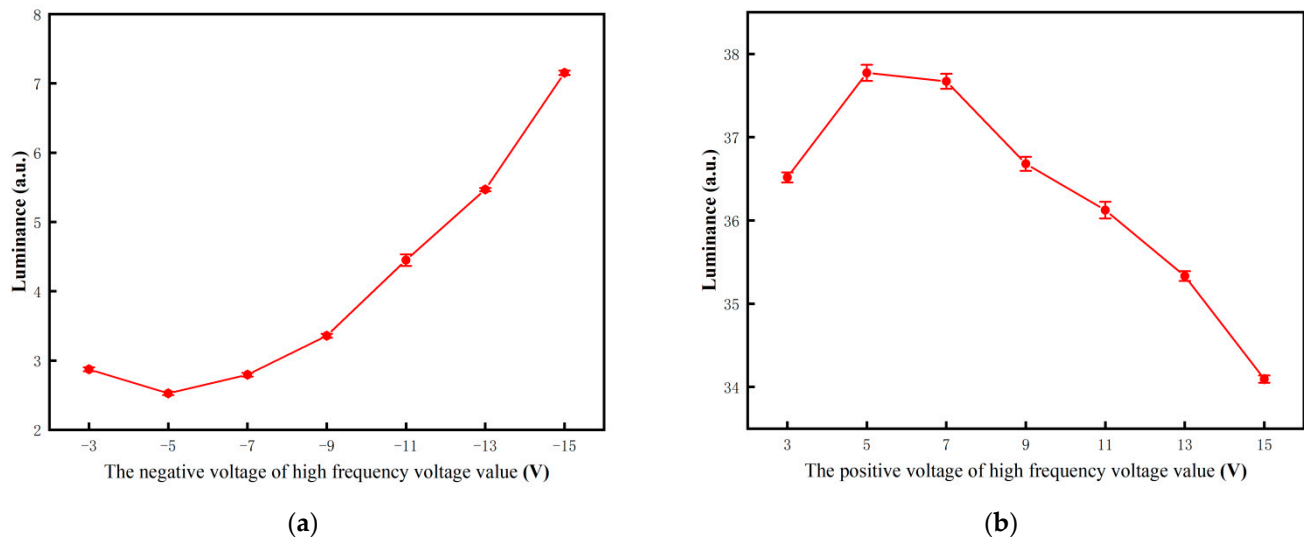 8
7
6
5
4
3
2
Luminance (a.u.)
-3 -5 -7 -9 -11 -13 -15
The negative voltage of high frequency voltage value (V)
(a)
38
37
36
35
34
Luminance (a.u.)
3 5 7 9 11 13 15
The positive voltage of high frequency voltage value (V)
(b)